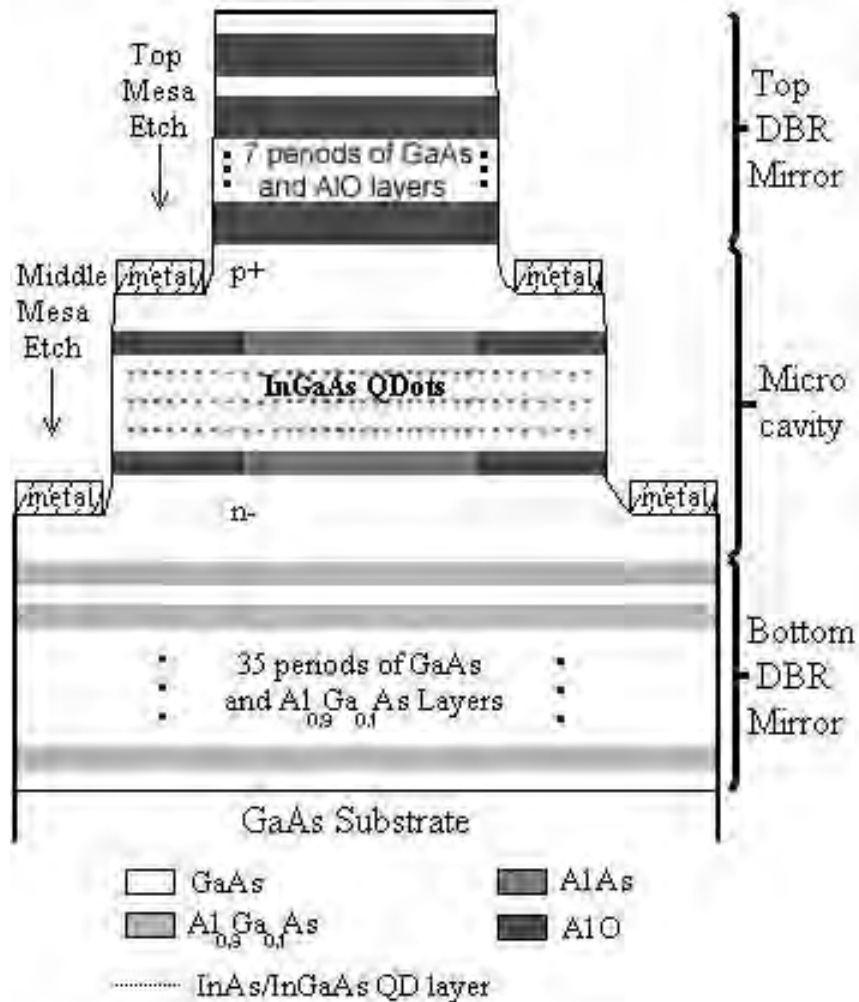 Top
Mesa
Etch
7 periods of GaAs
and AlO layers
Top
DBR
Mirror
Middle
Mesa
Etch
metal
p+
metal
InGaAs QDots
Micro
cavity
metal
n-
metal
35 periods of GaAs
and Al0,9Ga0,1As Layers
Bottom
DBR
Mirror
GaAs Substrate
GaAs
AlAs
Al0,9Ga0,1As
AlO
InAs/InGaAs QD layer